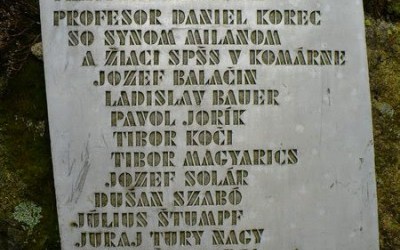 PROFESOR DANIEL KOREC
SO SYNOM MILANOM
A ŽIACI SPŠS V KOMÁRNE
JOZEF BALAČIN
LADISLAV BAUER
PAVOL JORÍK
TIBOR KOČI
TIBOR MAGYARICS
JOZEF SOLÁR
DUŠAN SZABÓ
JÚLIUS ŠTUMPF
JURAJ TURY NAGY